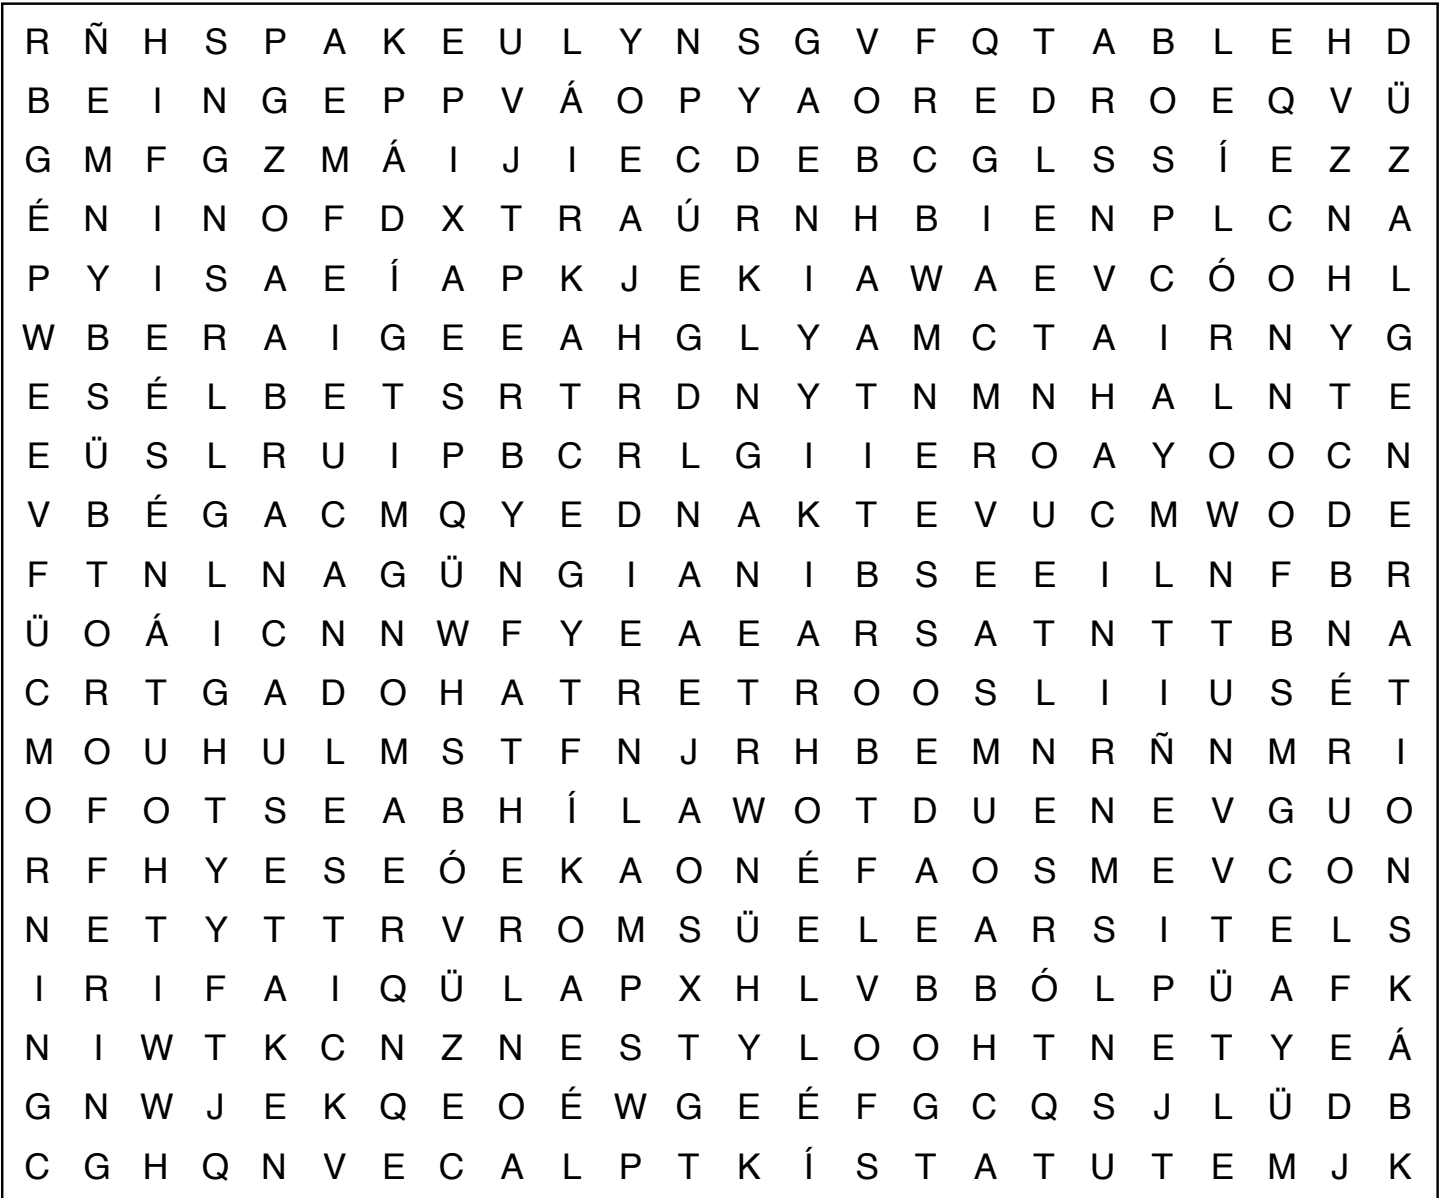 R Ñ H S P A K E U L Y N S G V F Q T A B L E H D
B E I N G E P P V Á O P Y A O R E D R O E Q V Ü
G M F G Z M Á I J I E C D E B C G L S S Í E Z Z
É N I N O F D X T R A Ú R N H B I E N P L C N A
P Y I S A E Í A P K J E K I A W A E V C Ó O H L
W B E R A I G E E A H G L Y A M C T A I R N Y G
E S É L B E T S R T R D N Y T N M N H A L N T E
E Ü S L R U I P B C R L G I I E R O A Y O O C N
V B É G A C M Q Y E D N A K T E V U C M W O D E
F T N L N A G Ü N G I A N I B S E E I L N F B R
Ü O Á I C N N W F Y E A E A R S A T N T T B N A
C R T G A D O H A T R E T R O O S L I I U S É T
M O U H U L M S T F N J R H B E M N R Ñ N M R I
O F O T S E A B H Í L A W O T D U E N E V G U O
R F H Y E S E Ó E K A O N É F A O S M E V C O N
N E T Y T T R V R O M S Ü E L E A R S I T E L S
I R I F A I Q Ü L A P X H L V B B Ó L P Ü A F K
N I W T K C N Z N E S T Y L O O H T N E T Y E Á
G N W J E K Q E O É W G E É F G C Q S J L Ü D B
C G H Q N V E C A L P T K Í S T A T U T E M J K